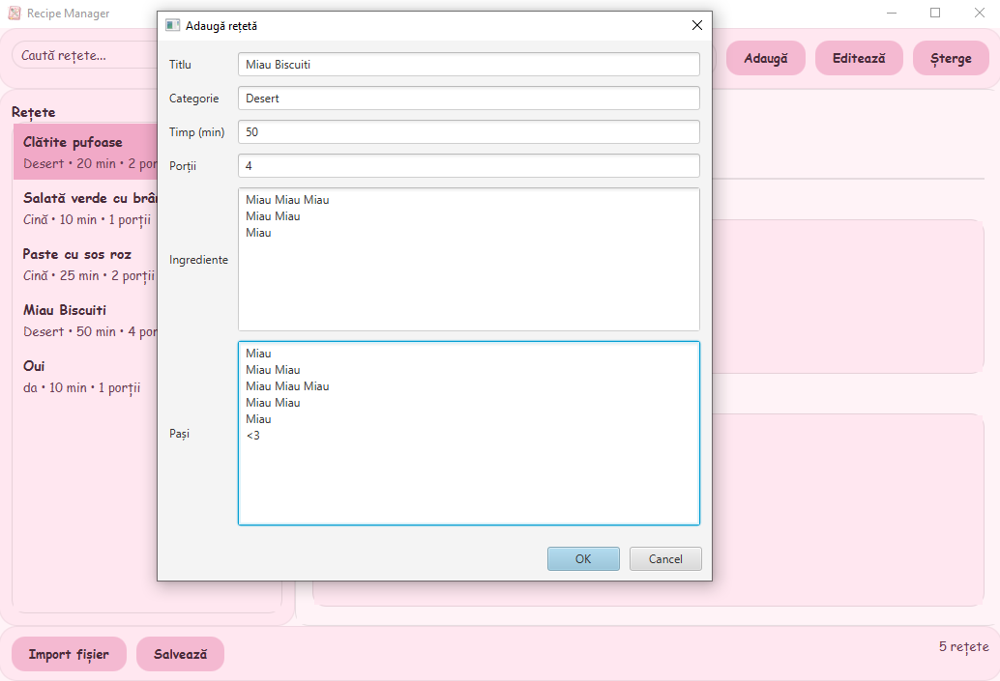 Recipe Manager
Adaugă rețetă
Caută rețete...
Adaugă
Editează
Șterge
Rețete
Clătite pufoase
Desert • 20 min • 2
Salată verde cu
Cină • 10 min • 1 porții
Paste cu sos roz
Cină • 25 min • 2 porții
Miau Biscuiti
Desert • 50 min • 4
Oui
da • 10 min • 1 porții
Titlu
Miau Biscuiti
Categorie
Desert
Timp (min)
50
Porții
4
Ingrediente
Miau Miau Miau
Miau Miau
Miau
Pași
Miau
Miau Miau
Miau Miau Miau
Miau Miau
Miau
<3
OK
Cancel
Import fișier
Salvează
5 rețete